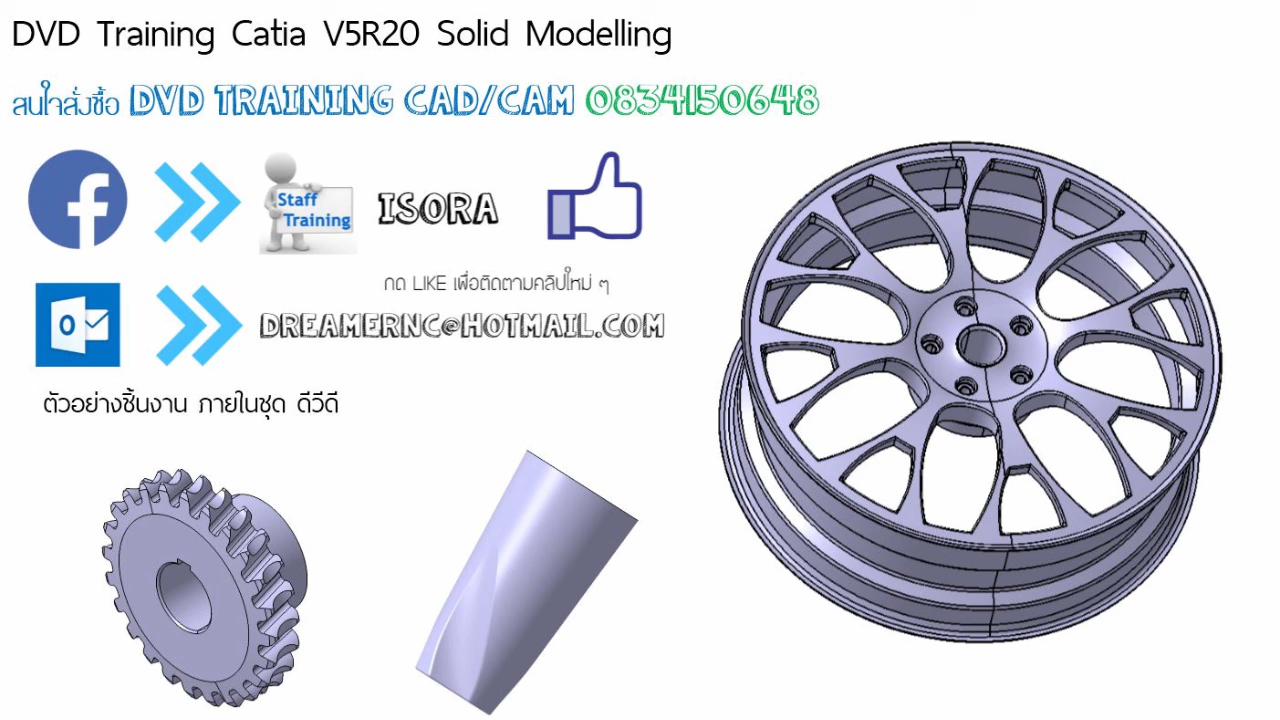 DVD Training Catia V5R20 Solid Modelling
สนใจสั่งซื้อ DVD TRAINING CAD/CAM 0834150648
Staff
Training
ISORA
กด LIKE เพื่อติดตามคลิปใหม่ ๆ
DREAMERNC@HOTMAIL.COM
ตัวอย่างชิ้นงาน ภายในชุด ดีวีดี